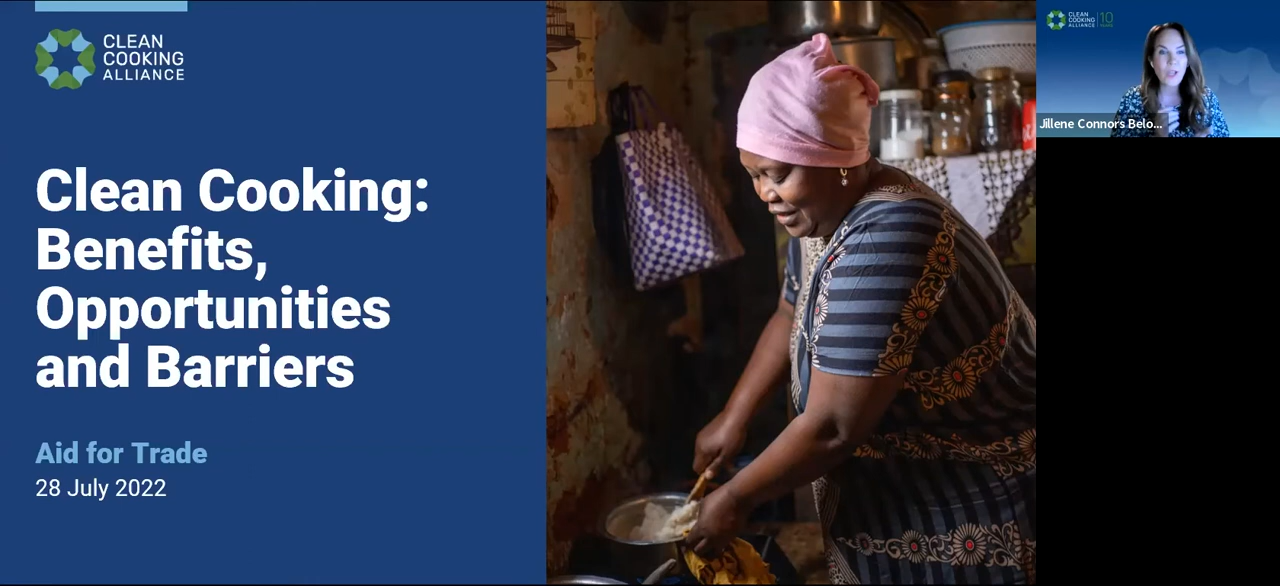 CLEAN
COOKING
ALLIANCE
Clean Cooking:
Benefits,
Opportunities
and Barriers
Aid for Trade
28 July 2022
CLEAN
COOKING
ALLIANCE
10
Jillene Connors Belo...